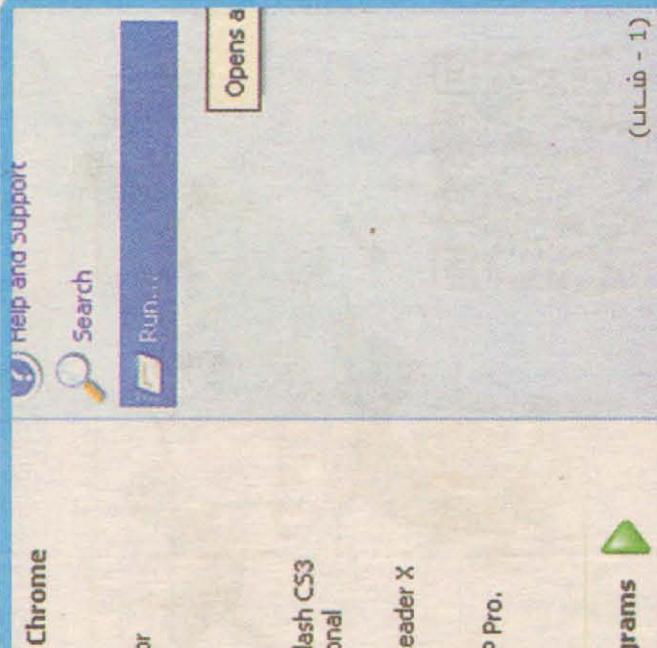 Chrome
or
lash CS3
onal
eader X
P Pro.
grams
Help and Support
Search
Run...
Opens a
(படம் - 1)